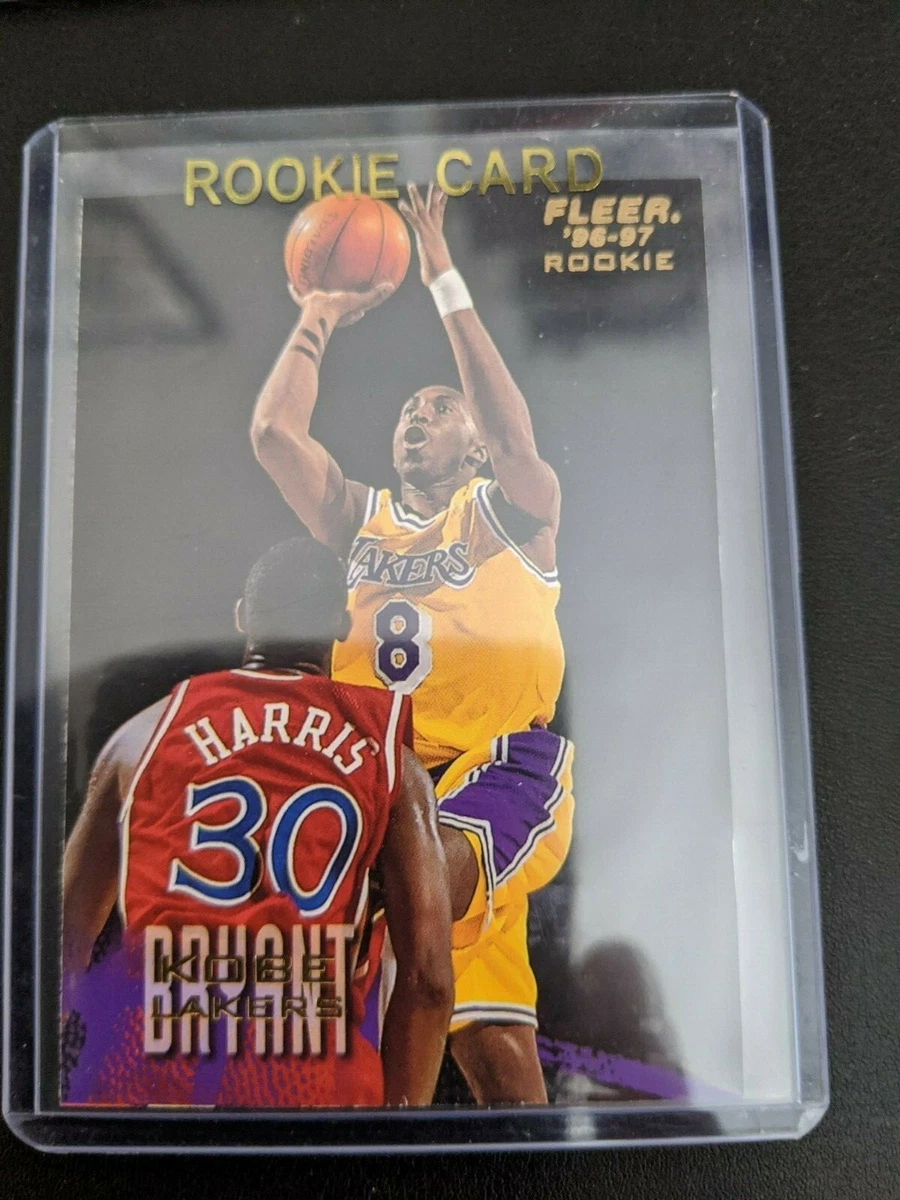 ROOKIE CARD
FLEER.
'96-97
ROOKIE
LAKERS
8
HARRIS
30
BRYANT
KOBE
LAKERS